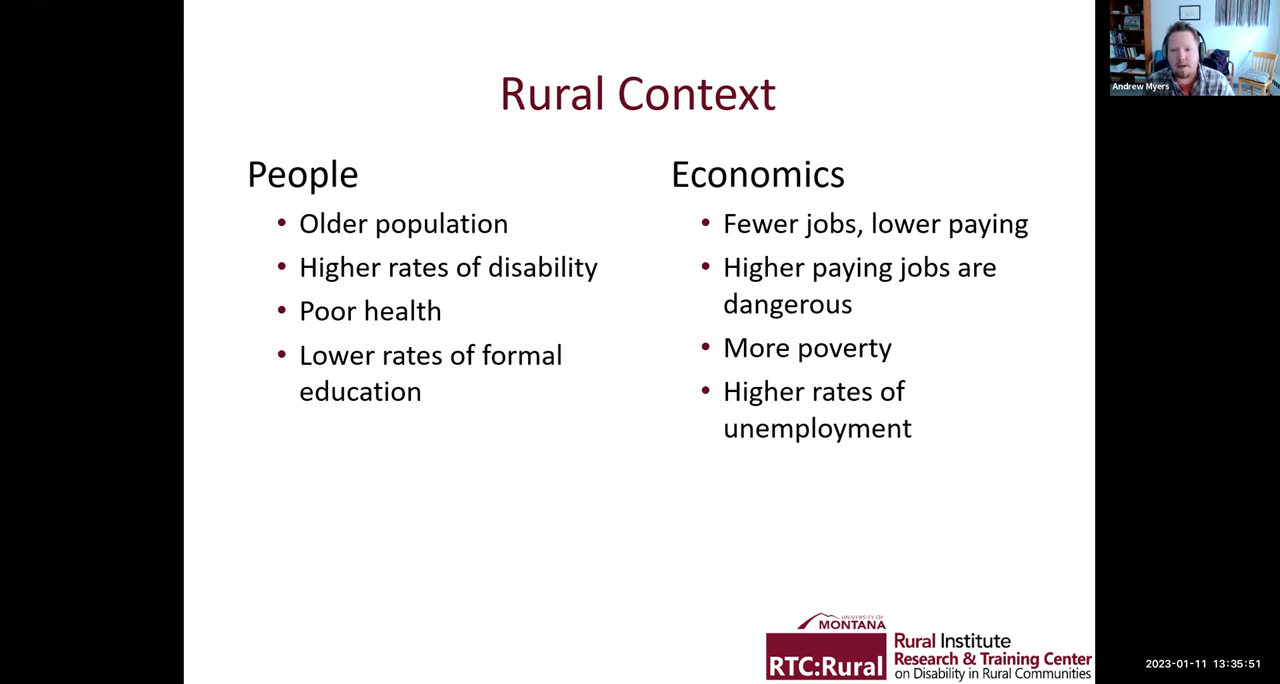 Rural Context
People
• Older population
• Higher rates of disability
• Poor health
• Lower rates of formal
education
Economics
• Fewer jobs, lower paying
• Higher paying jobs are
dangerous
• More poverty
• Higher rates of
unemployment
Andrew Myers
UNIVERSITY OF
MONTANA
RTC:Rural
Rural Institute
Research & Training Center
on Disability in Rural Communities
2023-01-11 13:35:51